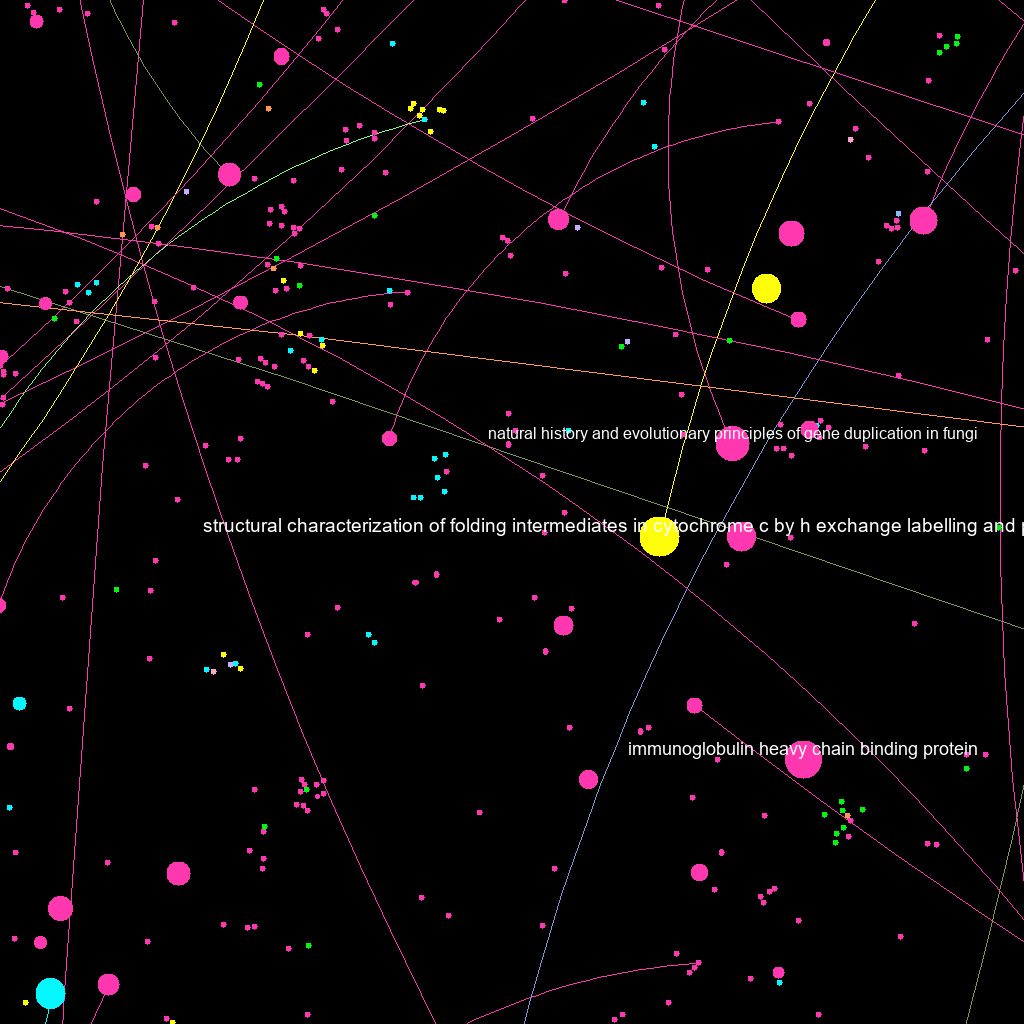 natural history and evolutionary principles of gene duplication in fungi
structural characterization of folding intermediates in cytochrome c by h exchange labelling and
immunoglobulin heavy chain binding protein